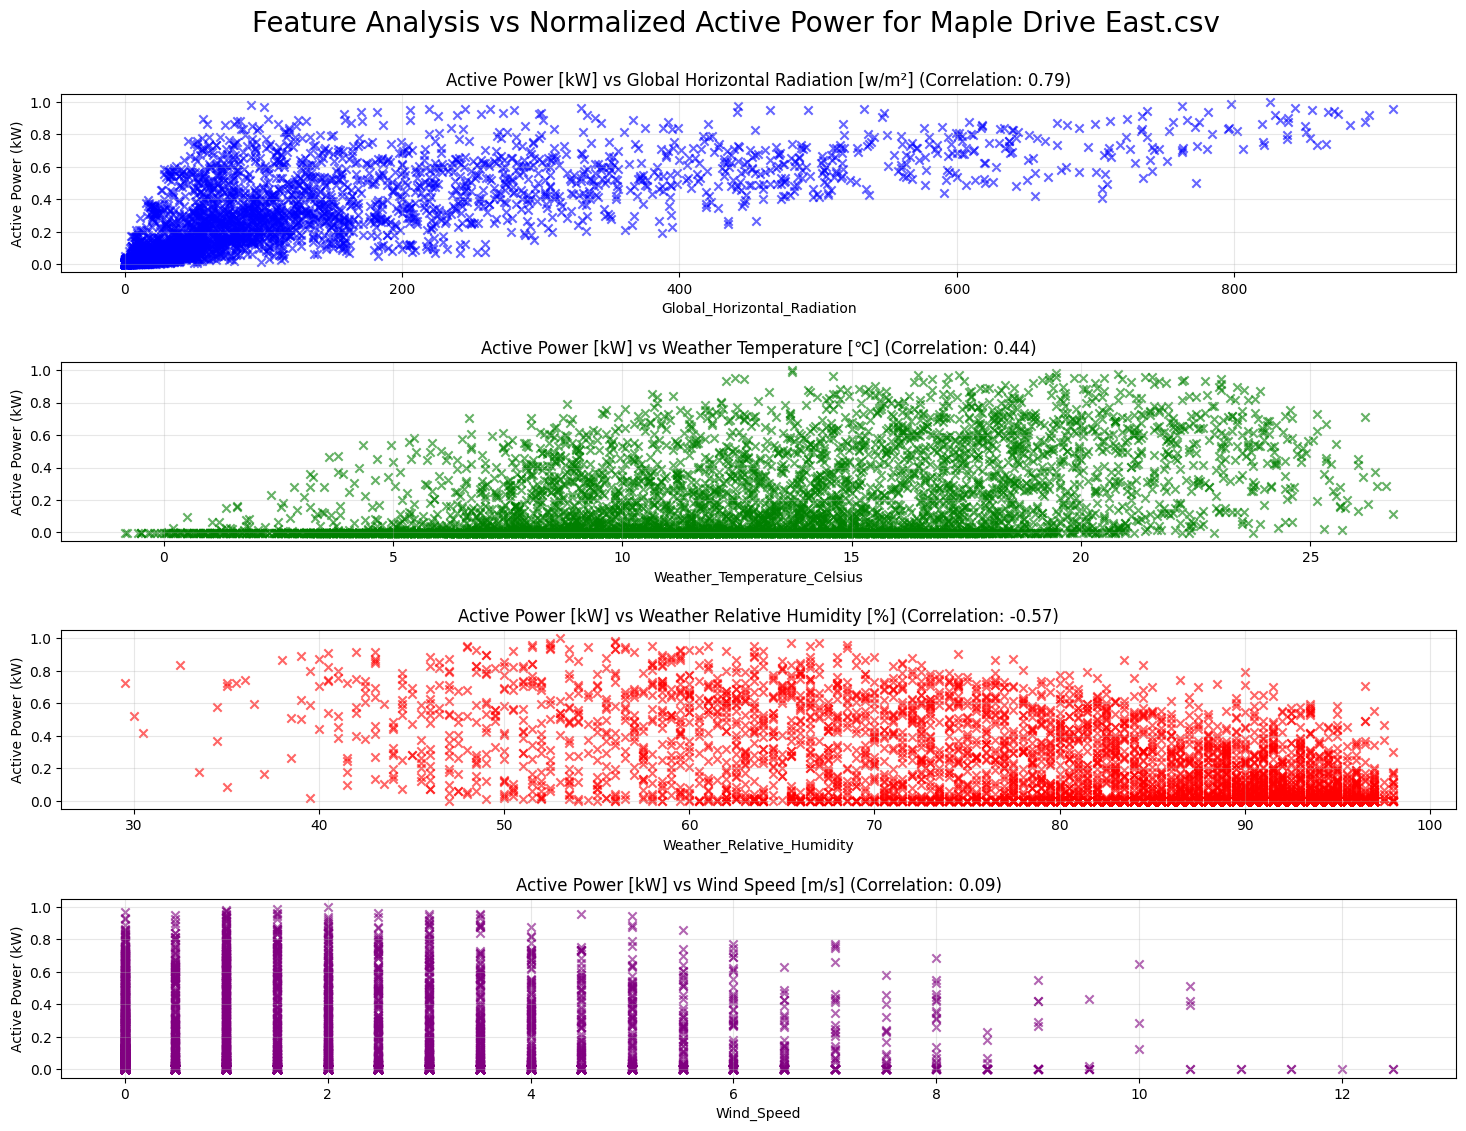 Feature Analysis vs Normalized Active Power for Maple Drive East.csv
Active Power [kW] vs Global Horizontal Radiation [w/m²] (Correlation: 0.79)
Active Power (kW)
1.0
0.8
0.6
0.4
0.2
0.0
0 200 400 600 800
Global_Horizontal_Radiation
Active Power [kW] vs Weather Temperature [℃] (Correlation: 0.44)
Active Power (kW)
1.0
0.8
0.6
0.4
0.2
0.0
0 5 10 15 20 25
Weather_Temperature_Celsius
Active Power [kW] vs Weather Relative Humidity [%] (Correlation: -0.57)
Active Power (kW)
1.0
0.8
0.6
0.4
0.2
0.0
30 40 50 60 70 80 90 100
Weather_Relative_Humidity
Active Power [kW] vs Wind Speed [m/s] (Correlation: 0.09)
Active Power (kW)
1.0
0.8
0.6
0.4
0.2
0.0
0 2 4 6 8 10 12
Wind_Speed